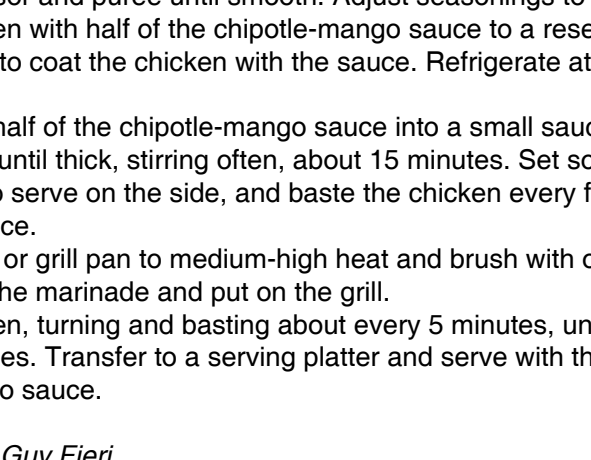 sor and purée until smooth. Adjust seasonings to
en with half of the chipotle-mango sauce to a rese
to coat the chicken with the sauce. Refrigerate at
half of the chipotle-mango sauce into a small sauc
until thick, stirring often, about 15 minutes. Set so
o serve on the side, and baste the chicken every f
ce.
or grill pan to medium-high heat and brush with o
he marinade and put on the grill.
en, turning and basting about every 5 minutes, un
es. Transfer to a serving platter and serve with th
o sauce.
Guy Fieri